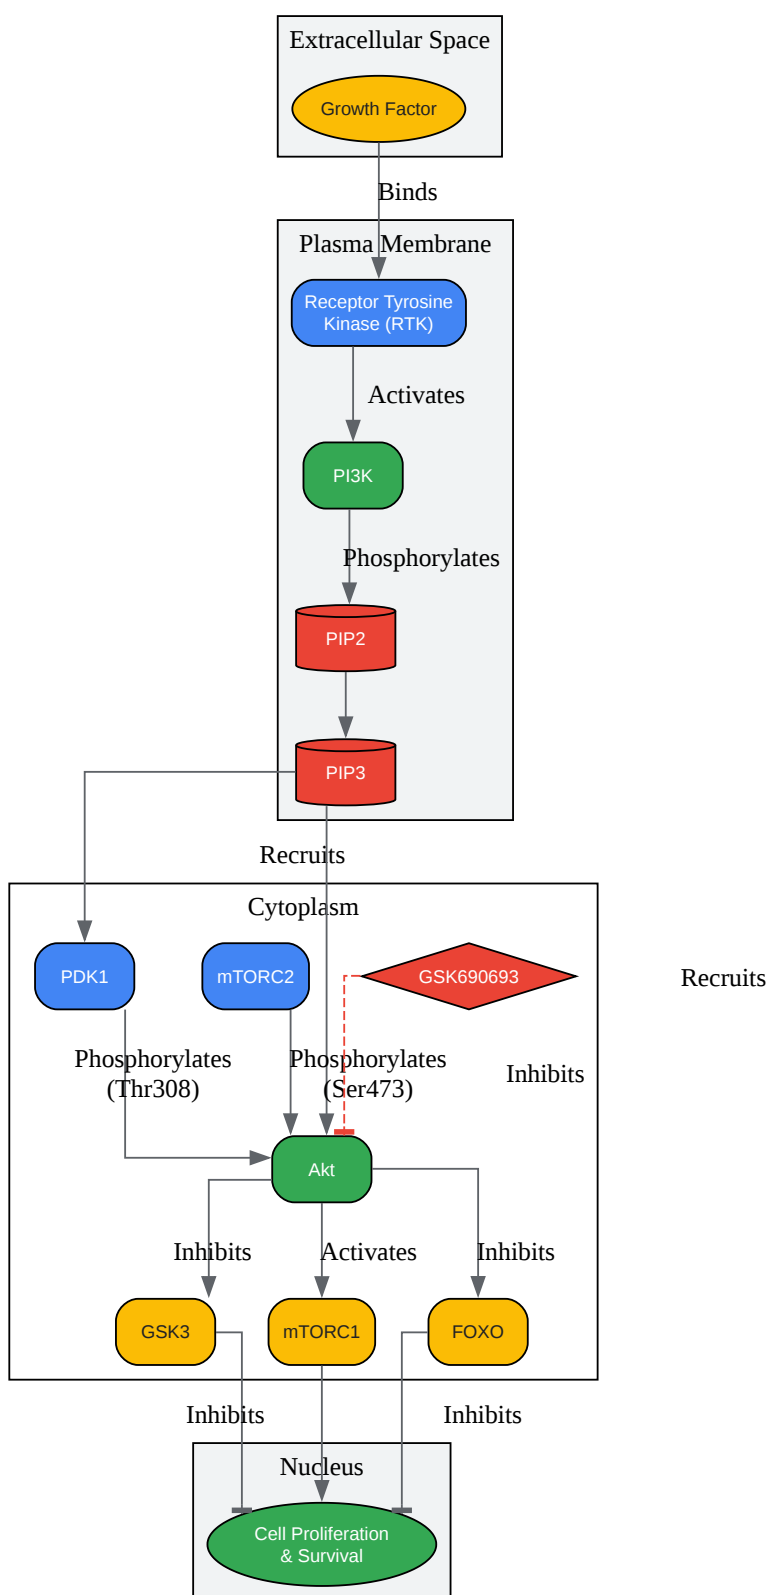 Extracellular Space
Growth Factor
Binds
Plasma Membrane
Receptor Tyrosine
Kinase (RTK)
Activates
PI3K
Phosphorylates
PIP2
PIP3
Recruits
Cytoplasm
PDK1
mTORC2
GSK690693
Recruits
Phosphorylates
(Thr308)
Phosphorylates
(Ser473)
Inhibits
Akt
Inhibits
Activates
Inhibits
GSK3
mTORC1
FOXO
Inhibits
Inhibits
Nucleus
Cell Proliferation
& Survival